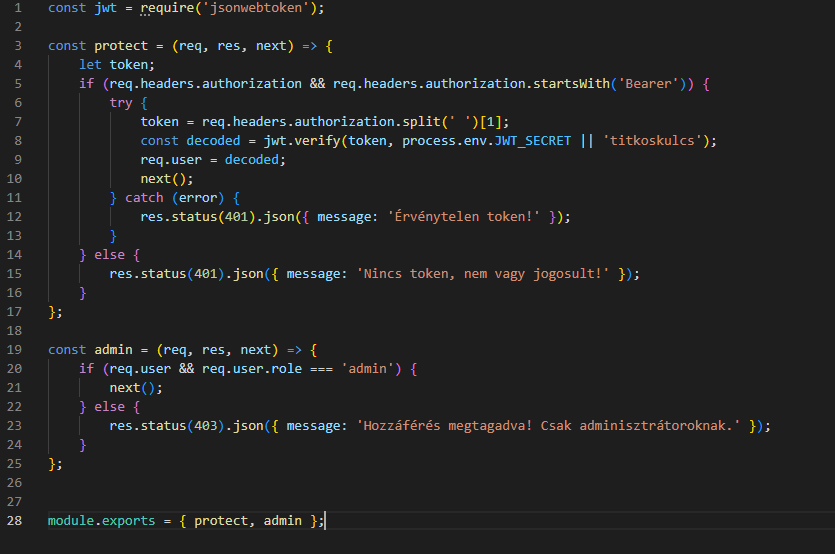 1 const jwt = require('jsonwebtoken');
2
3 const protect = (req, res, next) => {
4     let token;
5     if (req.headers.authorization && req.headers.authorization.startsWith('Bearer')) {
6         try {
7             token = req.headers.authorization.split(' ')[1];
8             const decoded = jwt.verify(token, process.env.JWT_SECRET || 'titkoskulcs');
9             req.user = decoded;
10             next();
11         } catch (error) {
12             res.status(401).json({ message: 'Érvénytelen token!' });
13         }
14     } else {
15         res.status(401).json({ message: 'Nincs token, nem vagy jogosult!' });
16     }
17 };
18
19 const admin = (req, res, next) => {
20     if (req.user && req.user.role === 'admin') {
21         next();
22     } else {
23         res.status(403).json({ message: 'Hozzáférés megtagadva! Csak adminisztrátoroknak.' });
24     }
25 };
26
27
28 module.exports = { protect, admin };